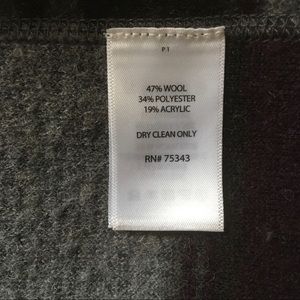 P1
47% WOOL
34% POLYESTER
19% ACRYLIC
DRY CLEAN ONLY
RN# 75343